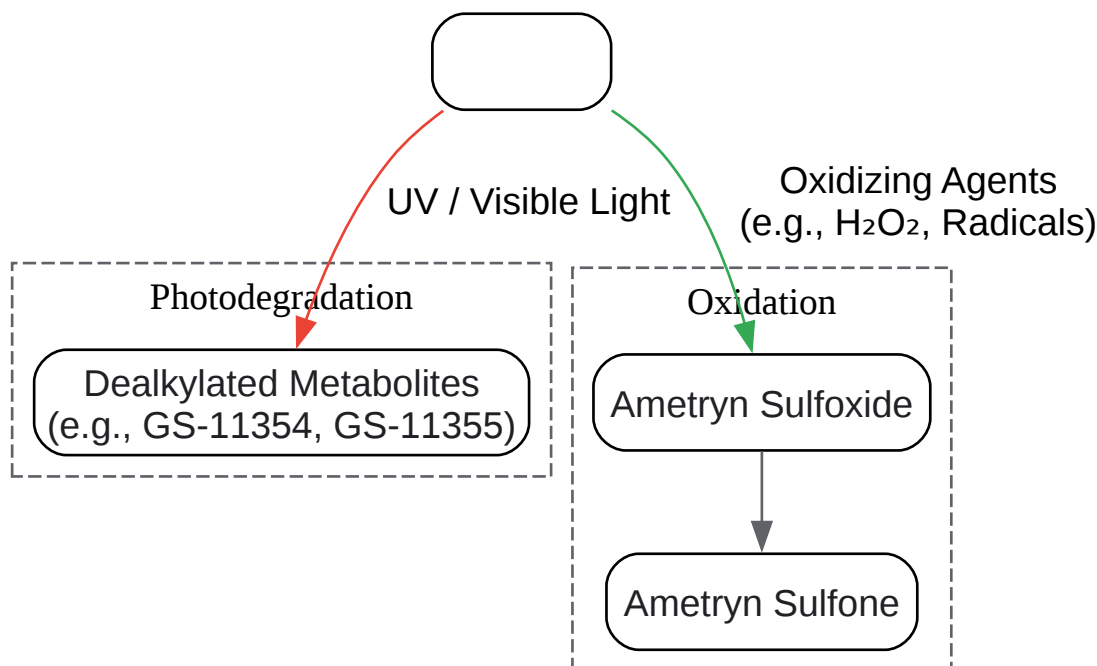 UV / Visible Light
Oxidizing Agents
(e.g., H₂O₂, Radicals)
Photodegradation
Dealkylated Metabolites
(e.g., GS-11354, GS-11355)
Oxidation
Ametryn Sulfoxide
Ametryn Sulfone